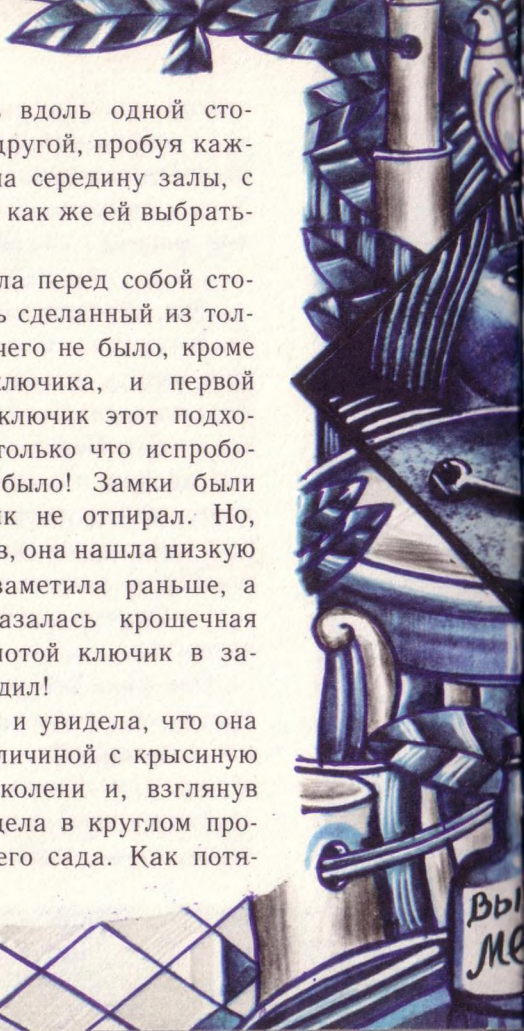 ь вдоль одной сто-
другой, пробуя каж-
на середину залы, с
как же ей выбрать-
ла перед собой сто-
ь сделанный из тол-
чего не было, кроме
ключика, и первой
ключик этот подхо-
только что испробо-
было! Замки были
к не отпирал. Но,
з, она нашла низкую
заметила раньше, а
азалась крошечная
лотой ключик в за-
дил!
и увидела, что она
личиной с крысиную
колени и, взглянув
дела в круглом про-
его сада. Как потя-
ВЫ
МЕ